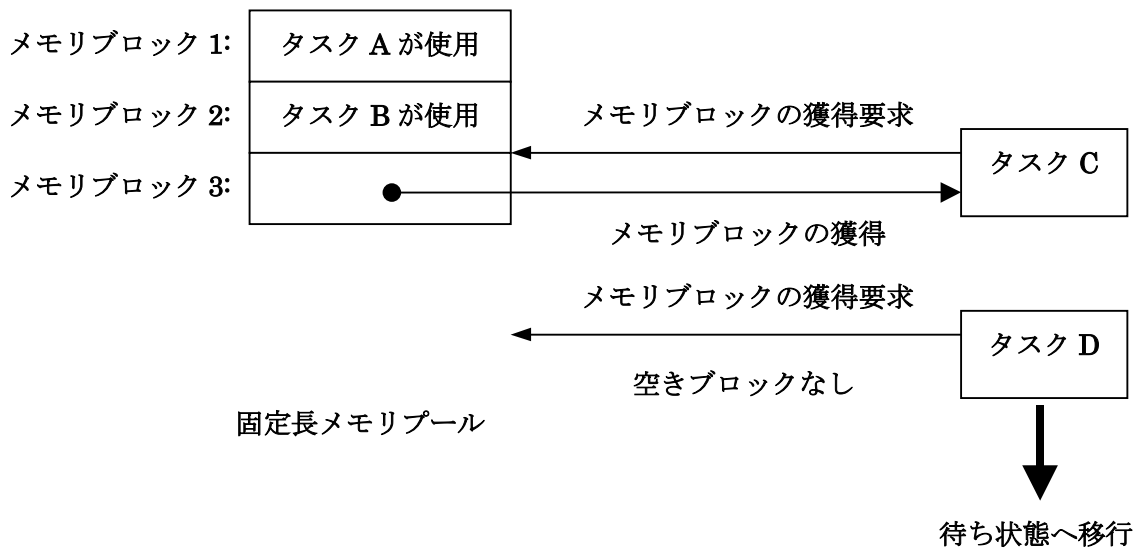 メモリブロック 1:
タスク A が使用
メモリブロック 2:
タスク B が使用
メモリブロックの獲得要求
タスク C
メモリブロック 3:
メモリブロックの獲得
メモリブロックの獲得要求
タスク D
空きブロックなし
固定長メモリプール
待ち状態へ移行